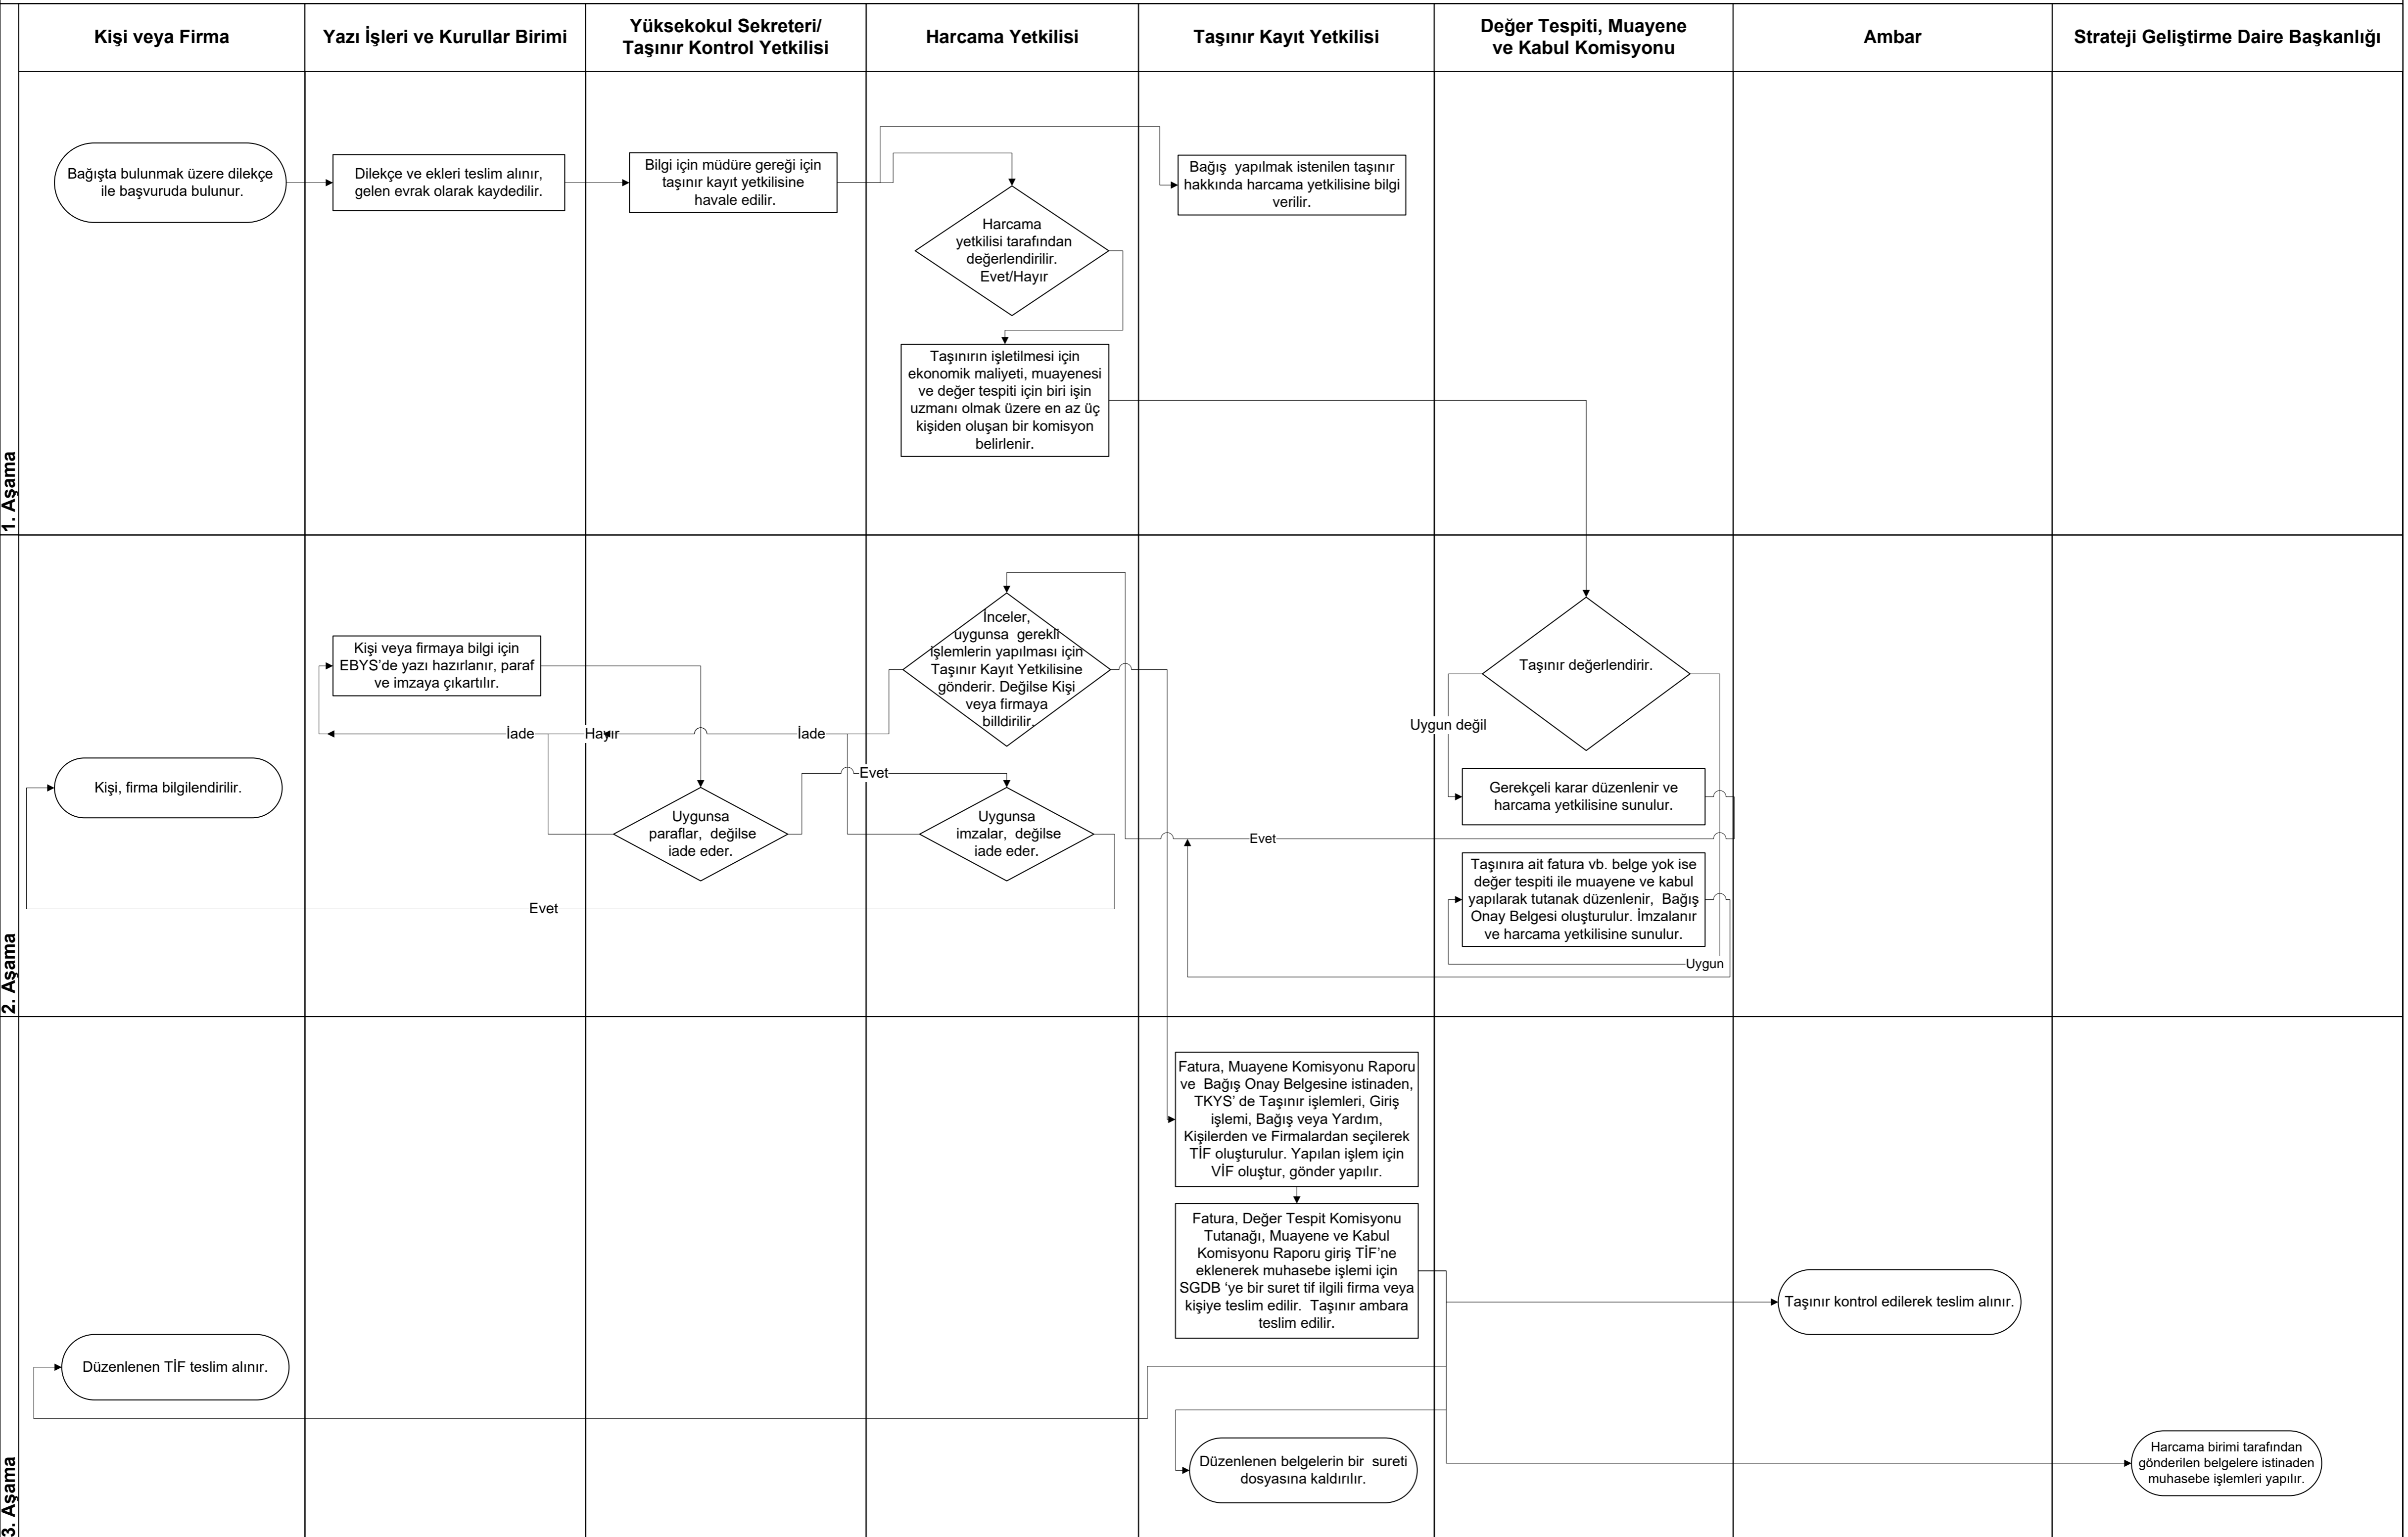 Kişi veya Firma
Yazı İşleri ve Kurullar Birimi
Yüksekokul Sekreteri/
Taşınır Kontrol Yetkilisi
Harcama Yetkilisi
Taşınır Kayıt Yetkilisi
Değer Tespiti, Muayene
ve Kabul Komisyonu
Ambar
Strateji Geliştirme Daire Başkanlığı
1. Aşama
Bağışta bulunmak üzere dilekçe
ile başvuruda bulunur.
Dilekçe ve ekleri teslim alınır,
gelen evrak olarak kaydedilir.
Bilgi için müdüre gereği için
taşınır kayıt yetkilisine
havale edilir.
Harcama
yetkilisi tarafından
değerlendirilir.
Evet/Hayır
Bağış  yapılmak istenilen taşınır
hakkında harcama yetkilisine bilgi
verilir.
Taşınırın işletilmesi için
ekonomik maliyeti, muayenesi
ve değer tespiti için biri işin
uzmanı olmak üzere en az üç
kişiden oluşan bir komisyon
belirlenir.
2. Aşama
Kişi veya firmaya bilgi için
EBYS’de yazı hazırlanır, paraf
ve imzaya çıkartılır.
İnceler,
uygunsa  gerekli
işlemlerin yapılması için
Taşınır Kayıt Yetkilisine
gönderir. Değilse Kişi
veya firmaya
billdirilir.
Taşınır değerlendirir.
Uygun değil
İade
Hayır
İade
Evet
Kişi, firma bilgilendirilir.
Uygunsa
paraflar,  değilse
iade eder.
Uygunsa
imzalar,  değilse
iade eder.
Gerekçeli karar düzenlenir ve
harcama yetkilisine sunulur.
Evet
Taşınıra ait fatura vb. belge yok ise
değer tespiti ile muayene ve kabul
yapılarak tutanak düzenlenir,  Bağış
Onay Belgesi oluşturulur. İmzalanır
ve harcama yetkilisine sunulur.
Evet
Uygun
3. Aşama
Fatura, Muayene Komisyonu Raporu
ve  Bağış Onay Belgesine istinaden,
TKYS’ de Taşınır işlemleri, Giriş
işlemi, Bağış veya Yardım,
Kişilerden ve Firmalardan seçilerek
TİF oluşturulur. Yapılan işlem için
VİF oluştur, gönder yapılır.
Fatura, Değer Tespit Komisyonu
Tutanağı, Muayene ve Kabul
Komisyonu Raporu giriş TİF’ne
eklenerek muhasebe işlemi için
SGDB ‘ye bir suret tif ilgili firma veya
kişiye teslim edilir.  Taşınır ambara
teslim edilir.
Taşınır kontrol edilerek teslim alınır.
Düzenlenen TİF teslim alınır.
Düzenlenen belgelerin bir  sureti
dosyasına kaldırılır.
Harcama birimi tarafından
gönderilen belgelere istinaden
muhasebe işlemleri yapılır.